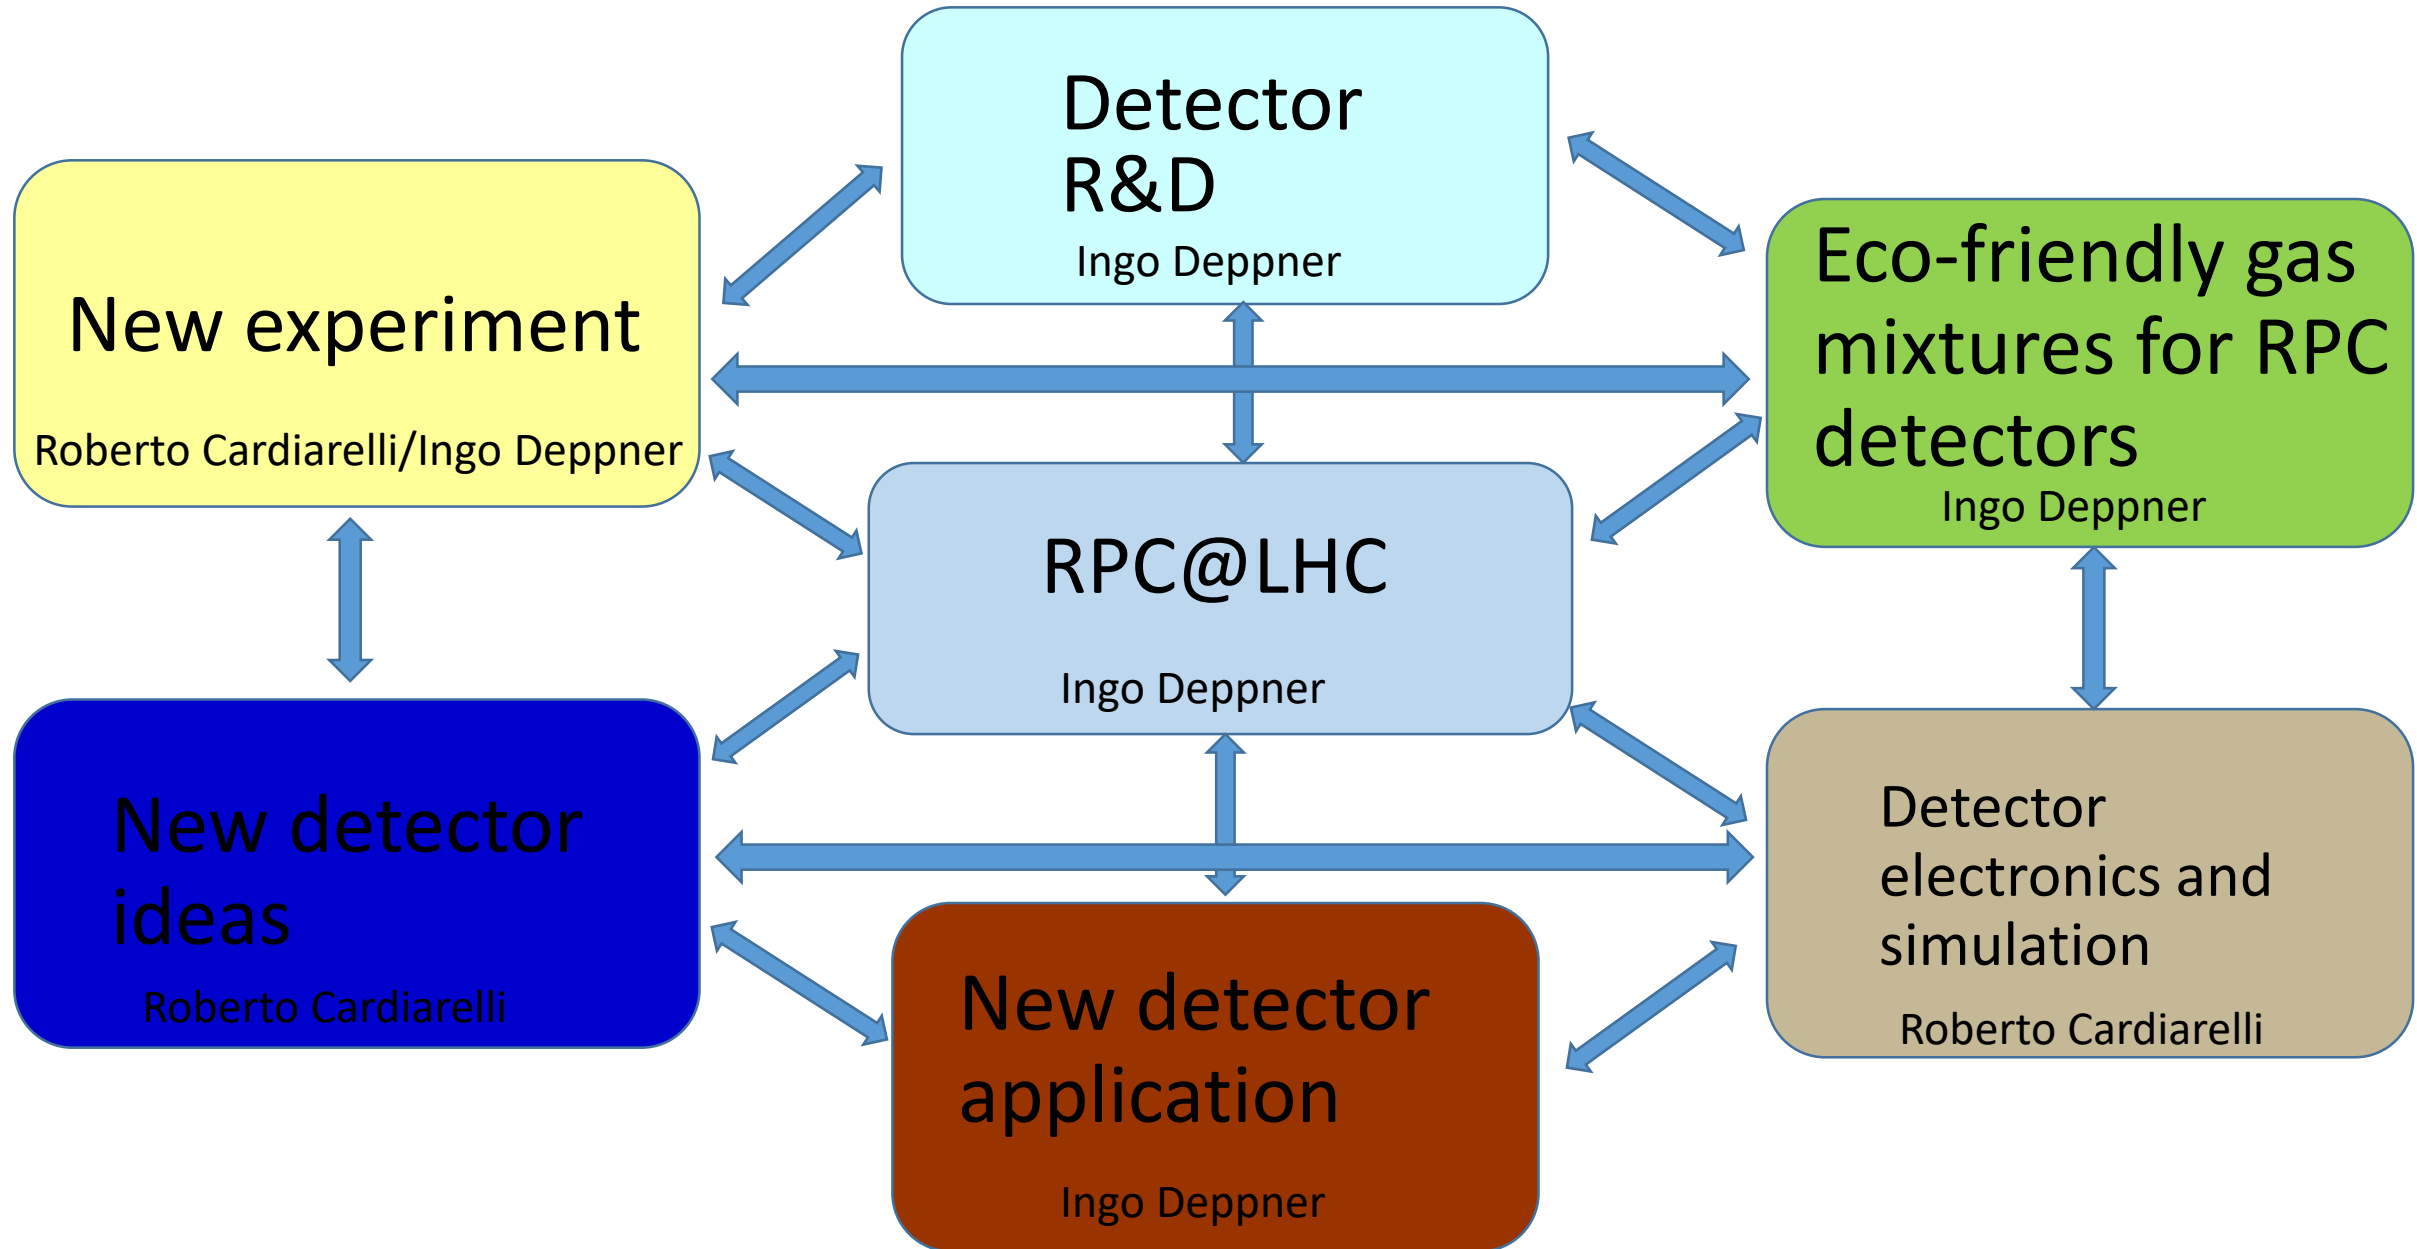 Detector
R&D
Ingo Deppner
New experiment
Roberto Cardiarelli/Ingo Deppner
Eco-friendly gas
mixtures for RPC
detectors
Ingo Deppner
RPC@LHC
Ingo Deppner
New detector
ideas
Roberto Cardiarelli
Detector
electronics and
simulation
Roberto Cardiarelli
New detector
application
Ingo Deppner